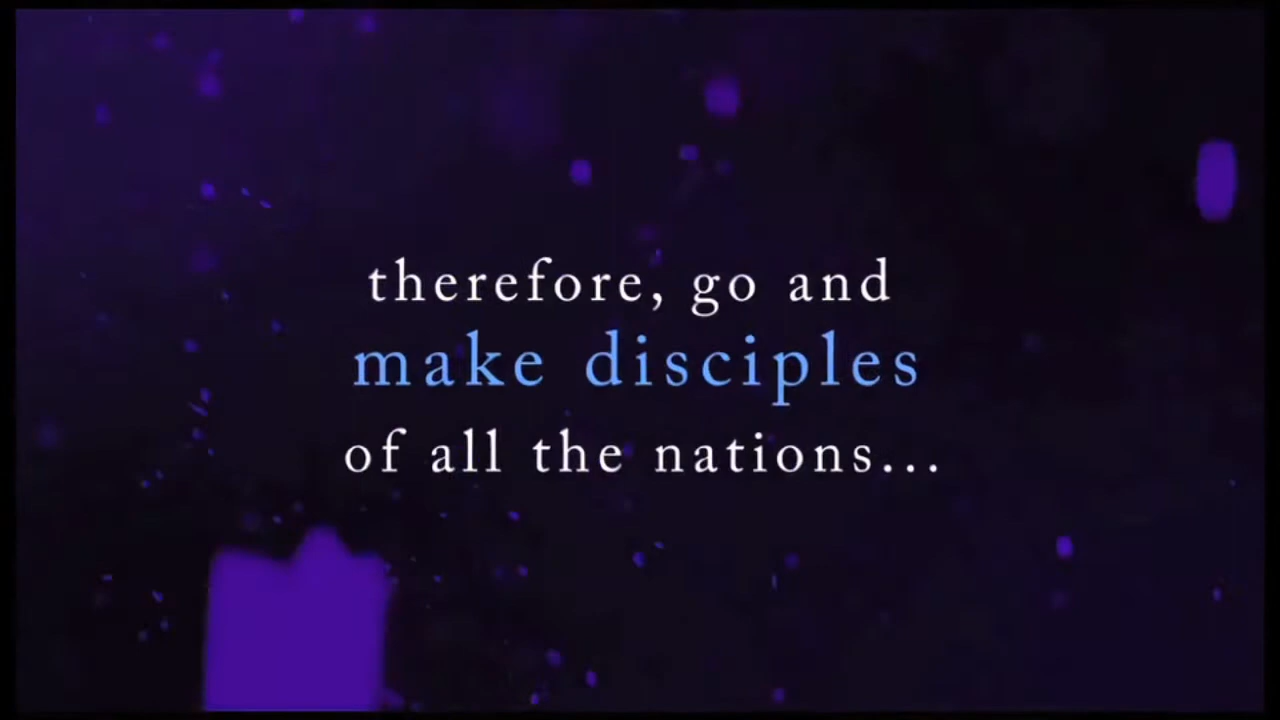 therefore, go and
make disciples
of all the nations...